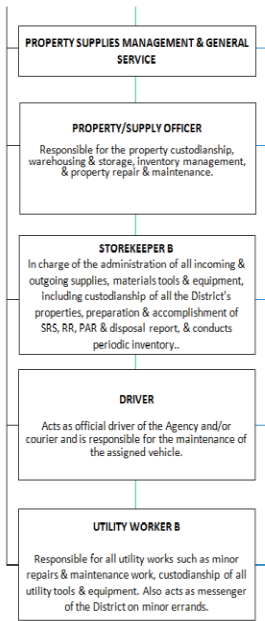 PROPERTY SUPPLIES MANAGEMENT & GENERAL
SERVICE
PROPERTY/SUPPLY OFFICER
Responsible for the property custodianship,
warehousing & storage, inventory management,
& property repair & maintenance.
STOREKEEPER B
In charge of the administration of all incoming &
outgoing supplies, materials tools & equipment,
including custodianship of all the District's
properties, preparation & accomplishment of
SRS, RR, PAR & disposal report, & conducts
periodic inventory..
DRIVER
Acts as official driver of the Agency and/or
courier and is responsible for the maintenance of
the assigned vehicle.
UTILITY WORKER B
Responsible for all utility works such as minor
repairs & maintenance work, custodianship of all
utility tools & equipment. Also acts as messenger
of the District on minor errands.